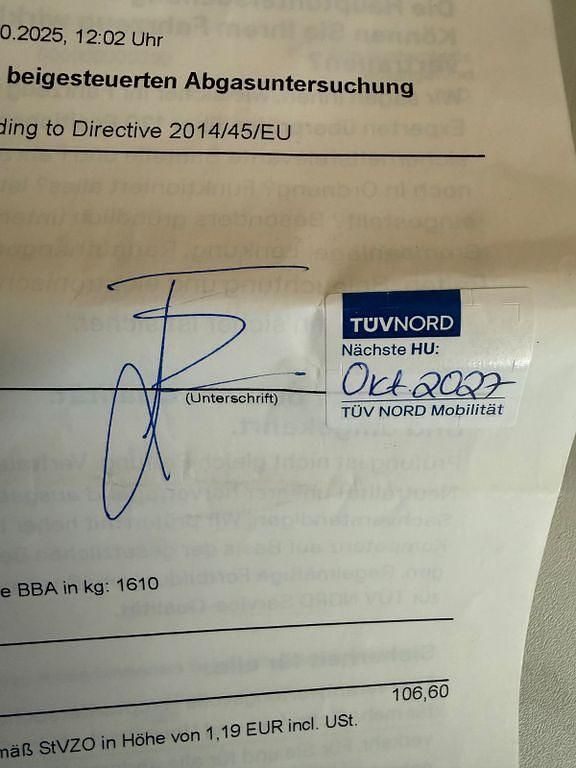 0.2025, 12:02 Uhr
beigesteuerten Abgasuntersuchung
ding to Directive 2014/45/EU
TÜVNORD
Nächste HU:
Okt. 2027
(Unterschrift)
TÜV NORD Mobilität
e BBA in kg: 1610
106,60
mäß StVZO in Höhe von 1,19 EUR incl. USt.